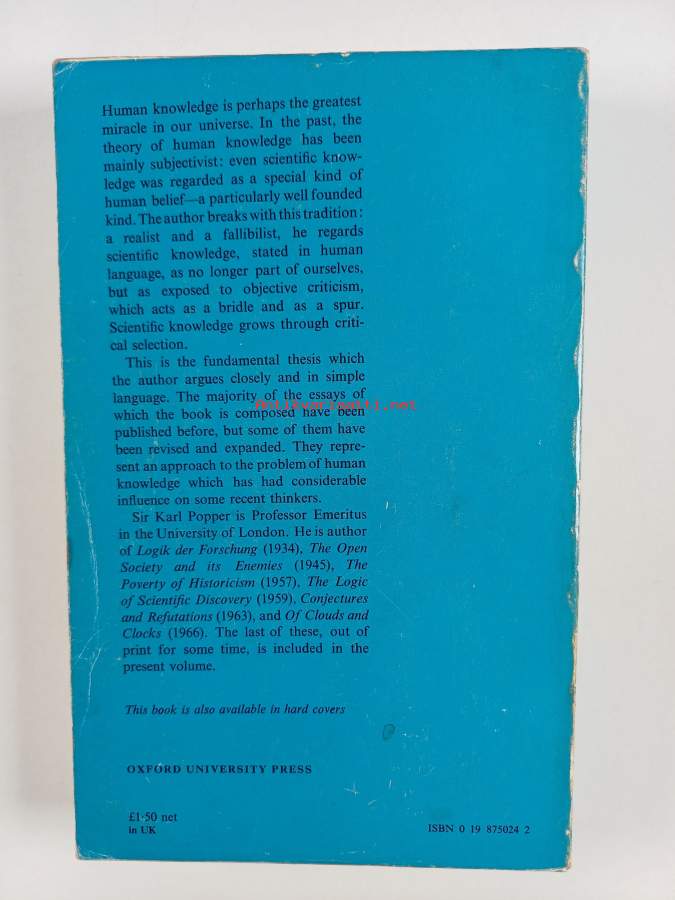 Human knowledge is perhaps the greatest
miracle in our universe. In the past, the
theory of human knowledge has been
mainly subjectivist: even scientific know-
ledge was regarded as a special kind of
human belief—a particularly well founded
kind. The author breaks with this tradition:
a realist and a fallibilist, he regards
scientific knowledge, stated in human
language, as no longer part of ourselves,
but as exposed to objective criticism,
which acts as a bridle and as a spur.
Scientific knowledge grows through criti-
cal selection.
This is the fundamental thesis which
the author argues closely and in simple
language. The majority of the essays of
Antikvariaatti.net
which the book is composed have been
published before, but some of them have
been revised and expanded. They repre-
sent an approach to the problem of human
knowledge which has had considerable
influence on some recent thinkers.
Sir Karl Popper is Professor Emeritus
in the University of London. He is author
of Logik der Forschung (1934), The Open
Society and its Enemies (1945), The
Poverty of Historicism (1957), The Logic
of Scientific Discovery (1959), Conjectures
and Refutations (1963), and Of Clouds and
Clocks (1966). The last of these, out of
print for some time, is included in the
present volume.
This book is also available in hard covers
OXFORD UNIVERSITY PRESS
£1·50 net
in UK
ISBN 0 19 875024 2